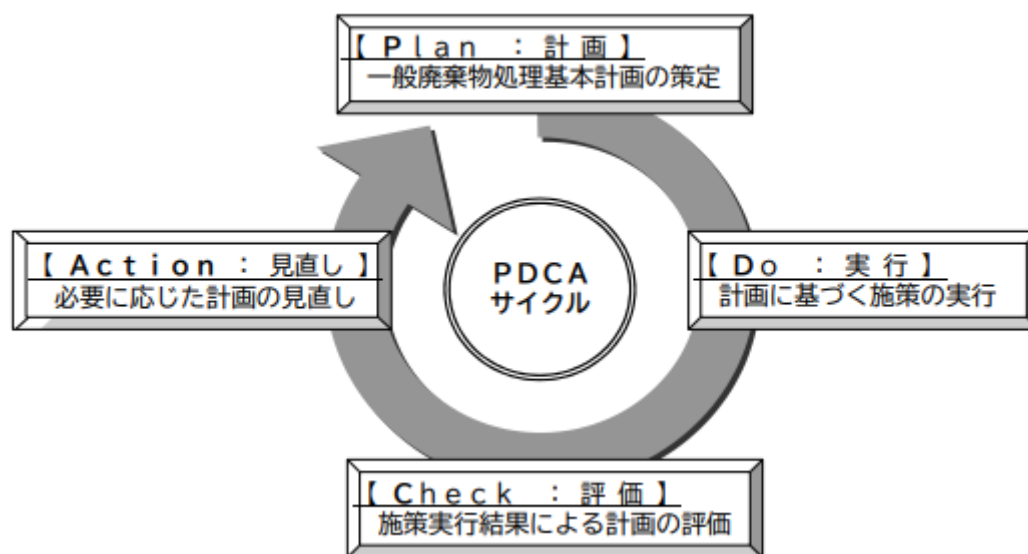 【 Plan : 計 画 】
一般廃棄物処理基本計画の策定
【 Action : 見直し 】
必要に応じた計画の見直し
PDCA
サイクル
【 Do : 実 行 】
計画に基づく施策の実行
【 Check : 評 価 】
施策実行結果による計画の評価